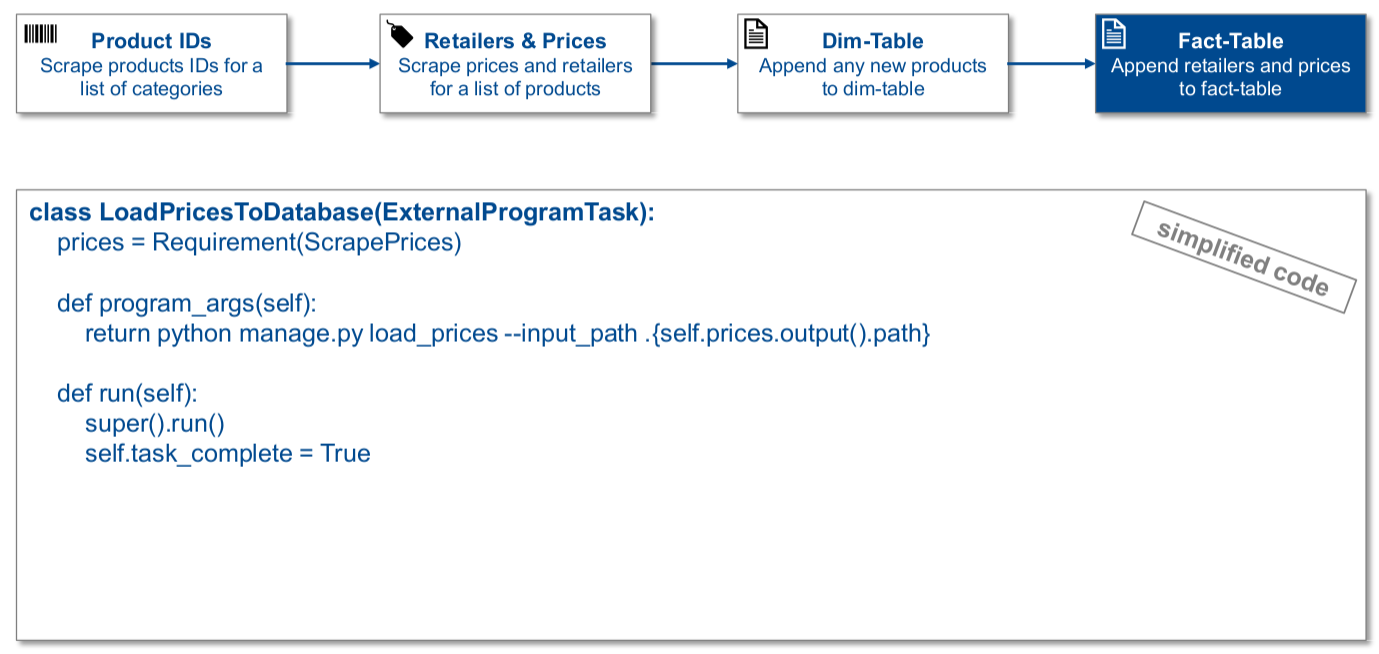 Product IDs
Scrape products IDs for a
list of categories
Retailers & Prices
Scrape prices and retailers
for a list of products
Dim-Table
Append any new products
to dim-table
Fact-Table
Append retailers and prices
to fact-table
class LoadPricesToDatabase(ExternalProgramTask):
prices = Requirement(ScrapePrices)
def program_args(self):
return python manage.py load_prices --input_path .{self.prices.output().path}
def run(self):
super().run()
self.task_complete = True
simplified code